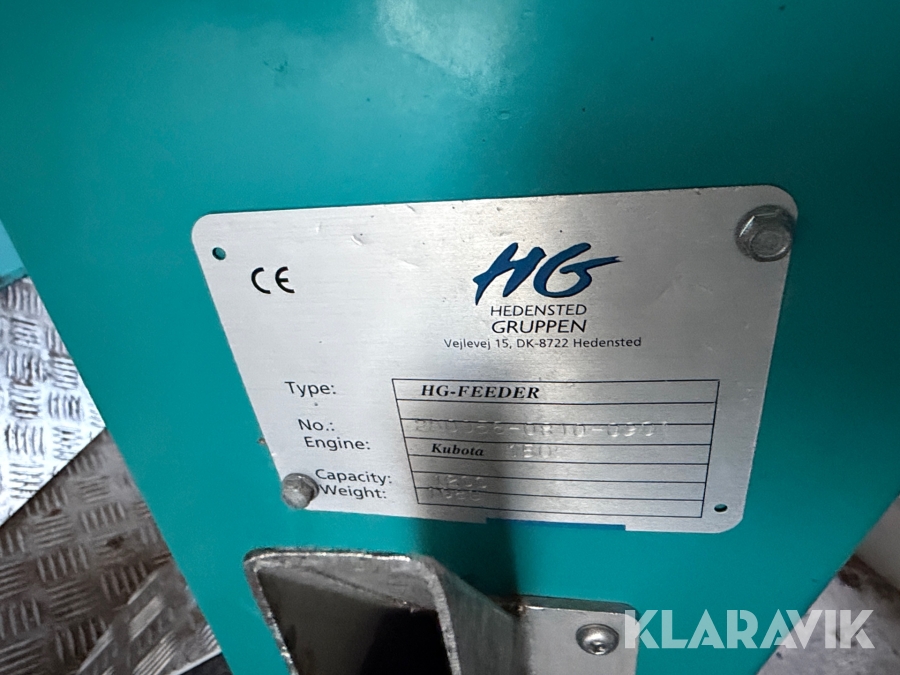 CE
HG
HEDENSTED
GRUPPEN
Vejlevej 15, DK-8722 Hedensted
Type: HG-FEEDER
No.:
Engine: Kubota
Capacity:
Weight:
KLARAVIK